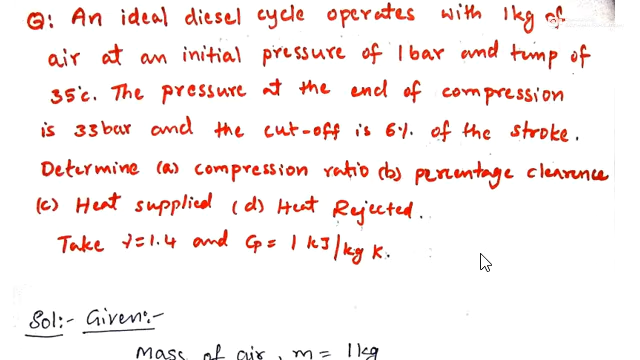 Q: An ideal diesel cycle operates with 1kg of
air at an initial pressure of 1 bar and temp of
35°c. The pressure at the end of compression
is 33 bar and the cut-off is 6% of the stroke.
Determine (a) compression ratio (b) percentage clearence
(c) Heat supplied (d) Heat Rejected.
Take γ=1.4 and Cp = 1 kJ/kg K.
Sol:- Given:-
Mass of air, m = 1kg